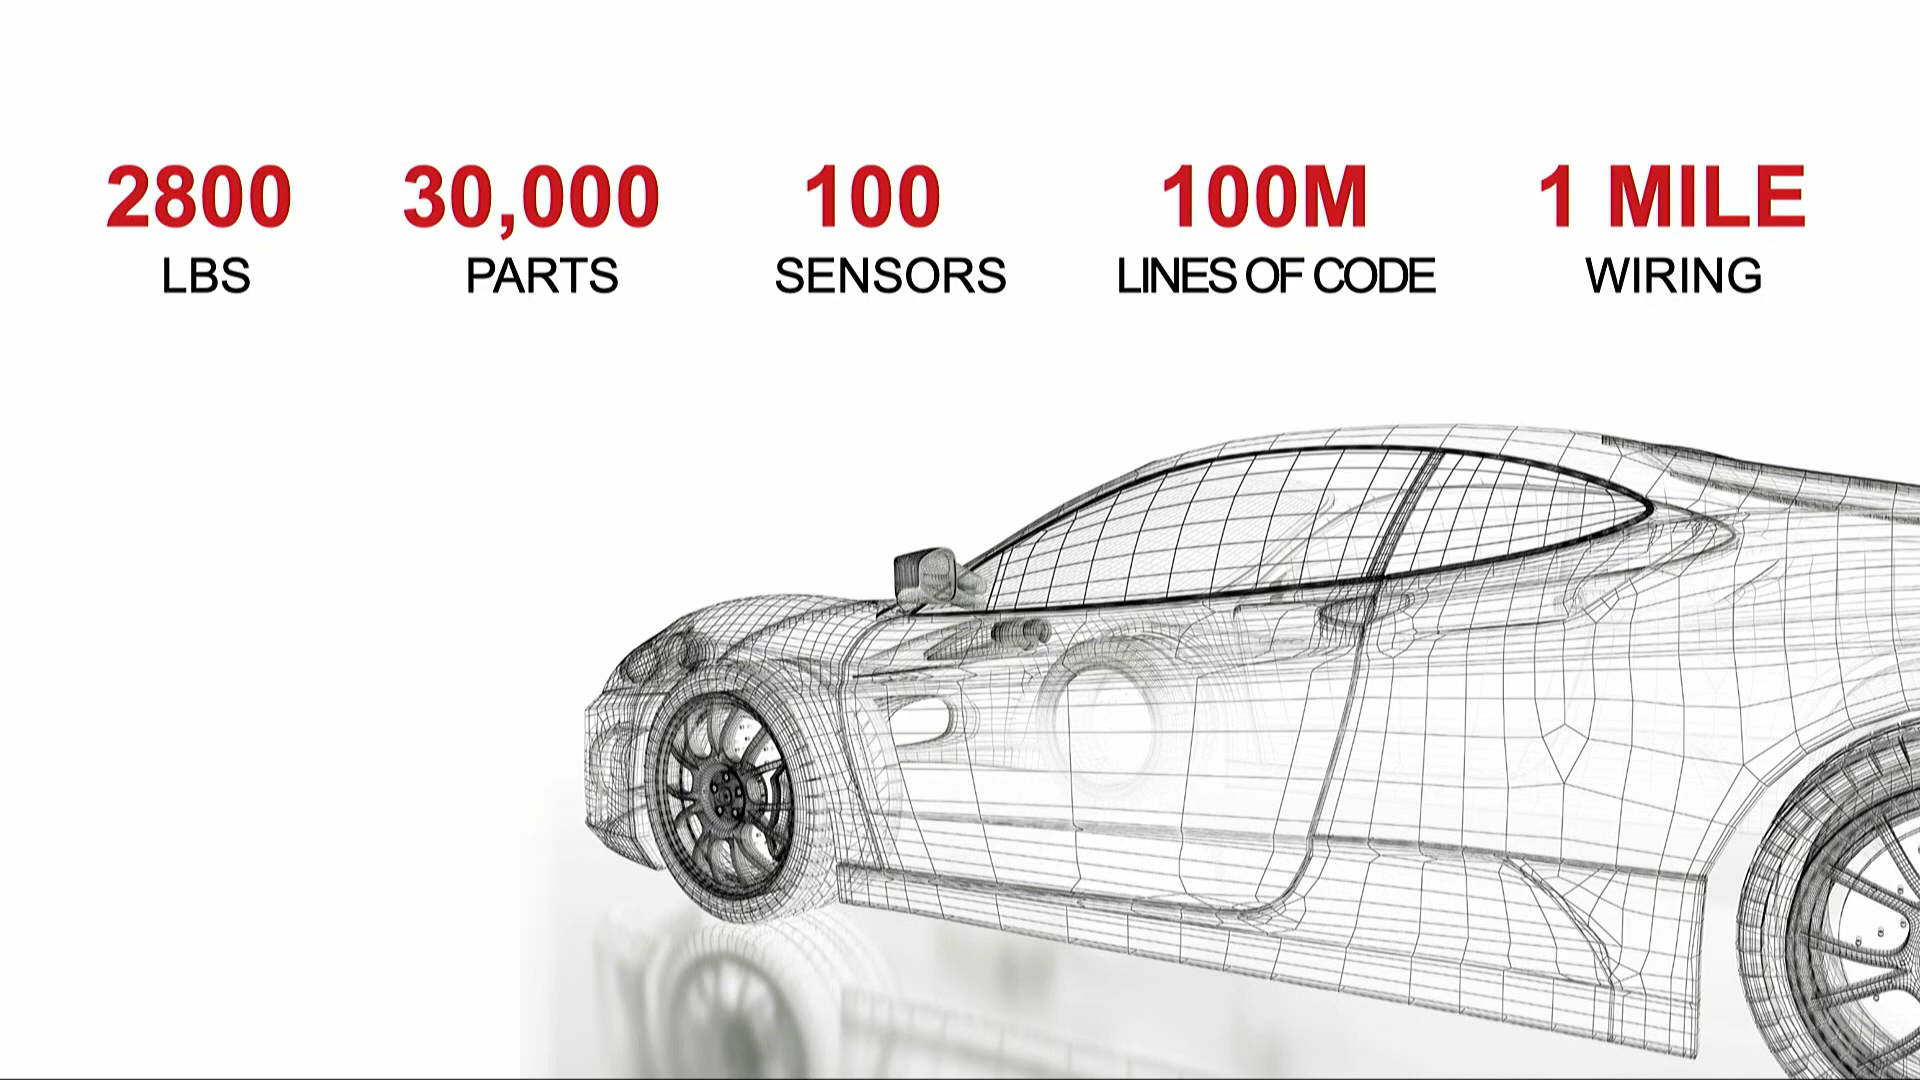 2800 30,000 100 100M 1 MILE
LBS PARTS SENSORS LINES OF CODE WIRING